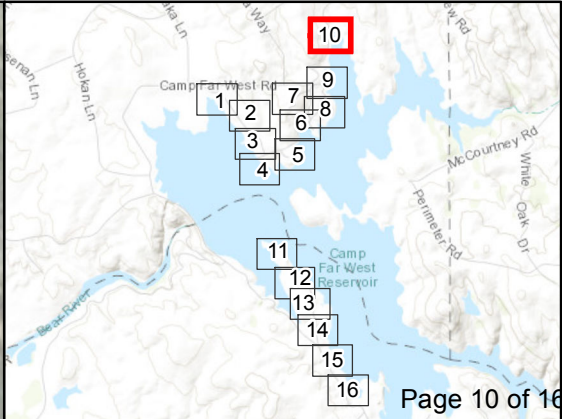 Way
10
Hokan Ln
Camp Far West Rd
9
1
7
8
2
6
3
5
4
McCourtney Rd
White Oak Dr
Perimeter Rd
11
Camp
Far West
Reservoir
12
13
14
15
16
Bear River
Page 10 of 16